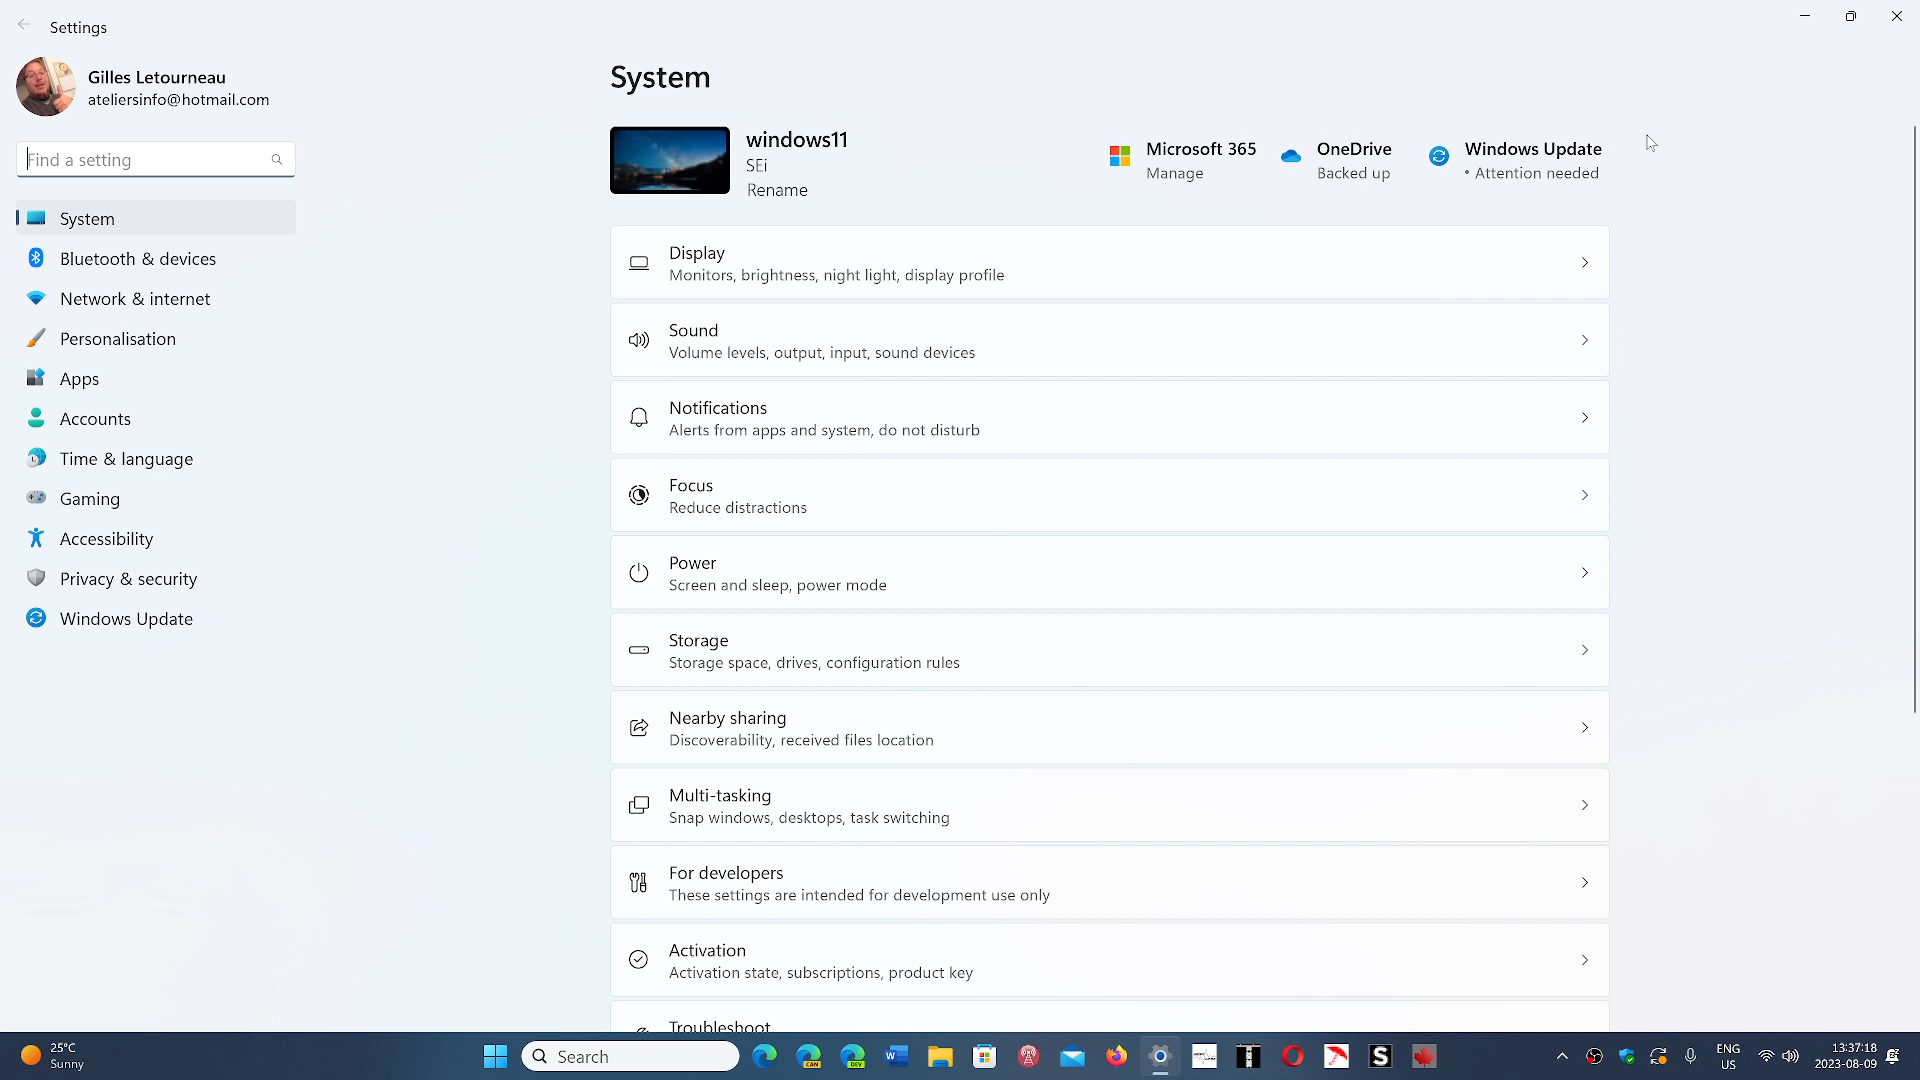 Settings
Gilles Letourneau
ateliersinfo@hotmail.com
Find a setting
System
Bluetooth & devices
Network & internet
Personalisation
Apps
Accounts
Time & language
Gaming
Accessibility
Privacy & security
Windows Update
System
windows11
SEi
Rename
Microsoft 365
Manage
OneDrive
Backed up
Windows Update
• Attention needed
Display
Monitors, brightness, night light, display profile
Sound
Volume levels, output, input, sound devices
Notifications
Alerts from apps and system, do not disturb
Focus
Reduce distractions
Power
Screen and sleep, power mode
Storage
Storage space, drives, configuration rules
Nearby sharing
Discoverability, received files location
Multi-tasking
Snap windows, desktops, task switching
For developers
These settings are intended for development use only
Activation
Activation state, subscriptions, product key
Troubleshoot
25°C
Sunny
Search
CAN
DEV
W
S
ENG
US
13:37:18
2023-08-09